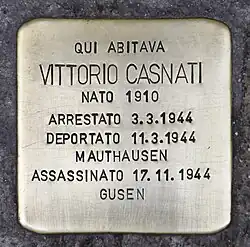 QUI ABITAVA
VITTORIO CASNATI
NATO 1910
ARRESTATO 3.3.1944
DEPORTATO 11.3.1944
MAUTHAUSEN
ASSASSINATO 17.11.1944
GUSEN